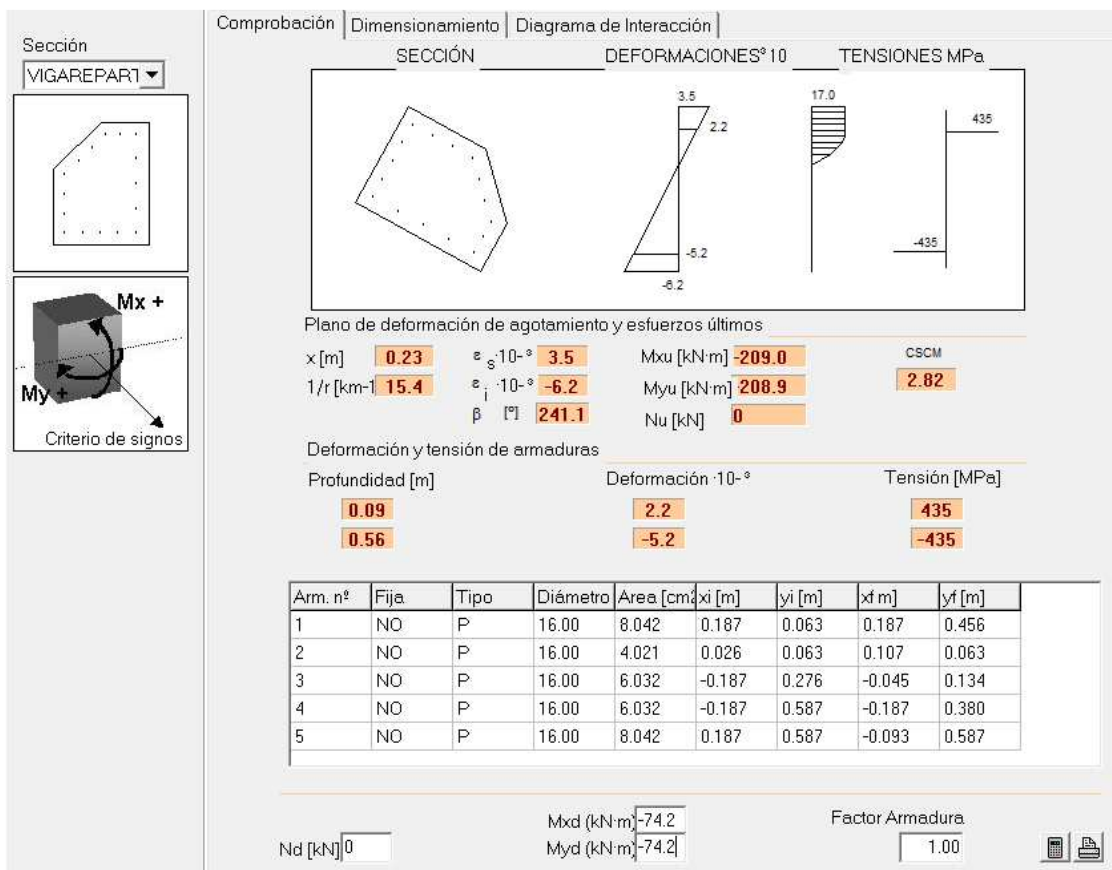 Comprobación Dimensionamiento Diagrama de Interacción
Sección
VIGAREPART
Mx +
My +
Criterio de signos
SECCIÓN DEFORMACIONESº10 TENSIONES MPa
3.5 17.0
2.2 435
-5.2 -435
-6.2
Plano de deformación de agotamiento y esfuerzos últimos
x [m] 0.23 εs·10-³ 3.5 Mxu [kN·m] -209.0 CSCM
1/r [km-1 15.4 εi ·10-³ -6.2 Myu [kN·m] 208.9 2.82
β [º] 241.1 Nu [kN] 0
Deformación y tensión de armaduras
Profundidad [m] Deformación ·10-³ Tensión [MPa]
0.09 2.2 435
0.56 -5.2 -435
Arm. nº Fija Tipo Diámetro Area [cm2 xi [m] yi [m] xf m] yf [m]
1 NO P 16.00 8.042 0.187 0.063 0.187 0.456
2 NO P 16.00 4.021 0.026 0.063 0.107 0.063
3 NO P 16.00 6.032 -0.187 0.276 -0.045 0.134
4 NO P 16.00 6.032 -0.187 0.587 -0.187 0.380
5 NO P 16.00 8.042 0.187 0.587 -0.093 0.587
Mxd (kN·m) -74.2 Factor Armadura
Nd [kN] 0 Myd (kN·m) -74.2 1.00